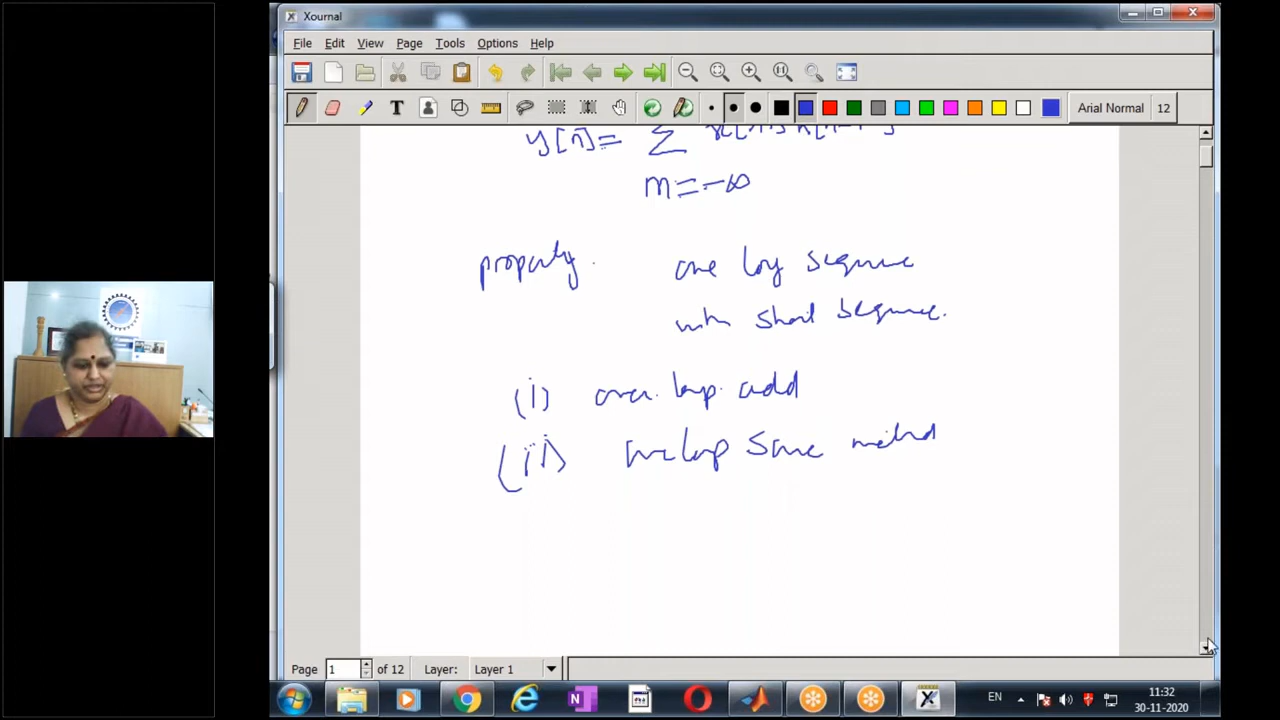 Xournal
File Edit View Page Tools Options Help
Arial Normal 12
y[n]= ∑
m=-∞
property. one long sequence
with short sequence.
(i) over lap add
(ii) overlap save method
Page 1 of 12 Layer: Layer 1
EN 11:32
30-11-2020